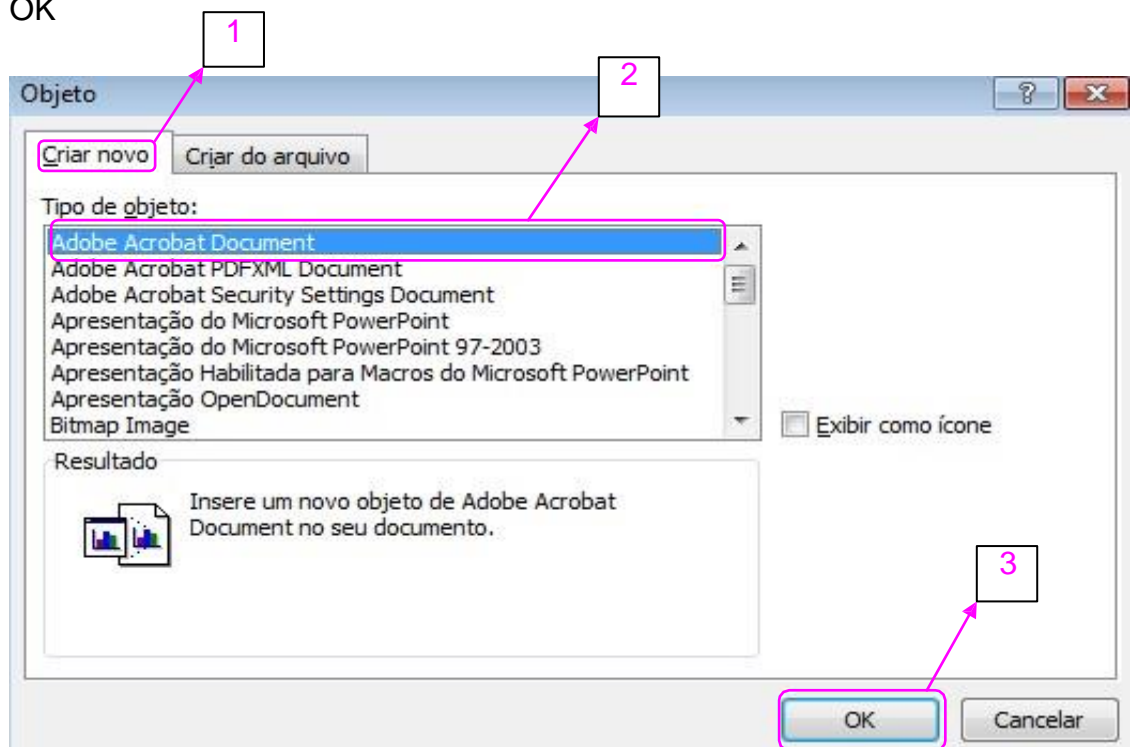 OK
1
2
Objeto
Criar novo
Criar do arquivo
Tipo de objeto:
Adobe Acrobat Document
Adobe Acrobat PDFXML Document
Adobe Acrobat Security Settings Document
Apresentação do Microsoft PowerPoint
Apresentação do Microsoft PowerPoint 97-2003
Apresentação Habilitada para Macros do Microsoft PowerPoint
Apresentação OpenDocument
Bitmap Image
Exibir como ícone
Resultado
Insere um novo objeto de Adobe Acrobat
Document no seu documento.
3
OK
Cancelar